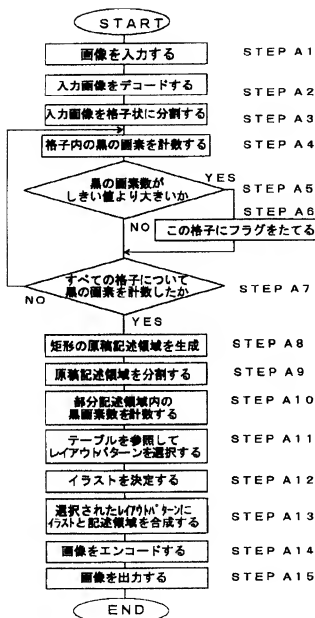 START
画像を入力する STEP A1
入力画像をデコードする STEP A2
入力画像を格子状に分割する STEP A3
格子内の黒の画素を計数する STEP A4
黒の画素数が
しきい値より大きいか
YES
STEP A5
STEP A6
NO
この格子にフラグをたてる
すべての格子について
黒の画素を計数したか
STEP A7
NO
YES
矩形の原稿記述領域を生成 STEP A8
原稿記述領域を分割する STEP A9
部分記述領域内の
黒画素数を計数する
STEP A10
テーブルを参照して
レイアウトパターンを選択する
STEP A11
イラストを決定する STEP A12
選択されたレイアウトパターンに
イラストと記述領域を合成する
STEP A13
画像をエンコードする STEP A14
画像を出力する STEP A15
END